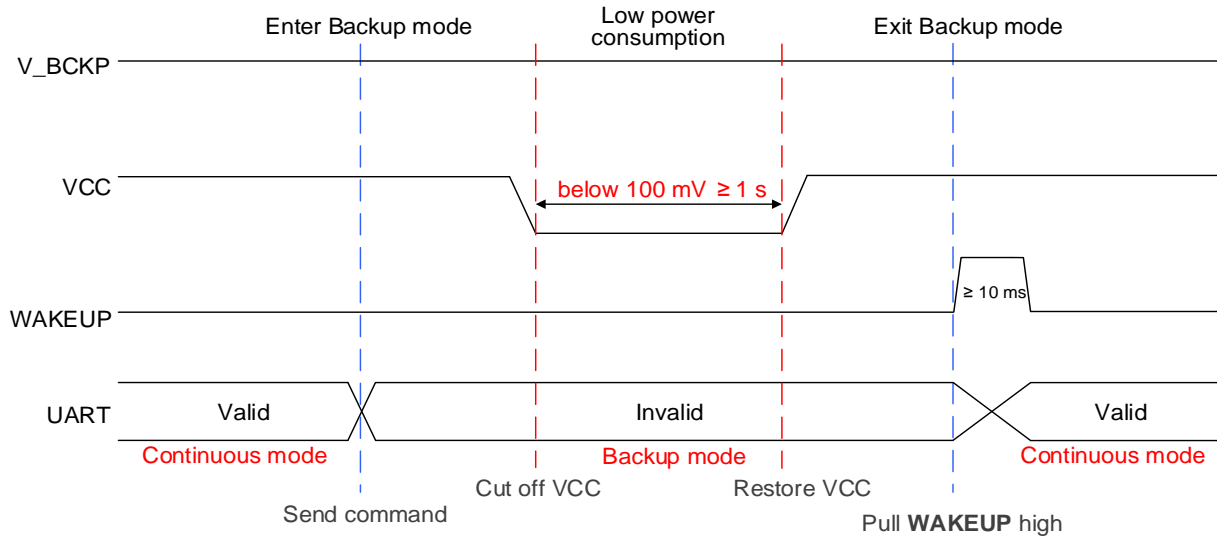 Enter Backup mode
Low power
consumption
Exit Backup mode
V_BCKP
VCC
below 100 mV ≥ 1 s
WAKEUP
≥ 10 ms
UART
Valid
Invalid
Valid
Continuous mode
Backup mode
Continuous mode
Send command
Cut off VCC
Restore VCC
Pull WAKEUP high